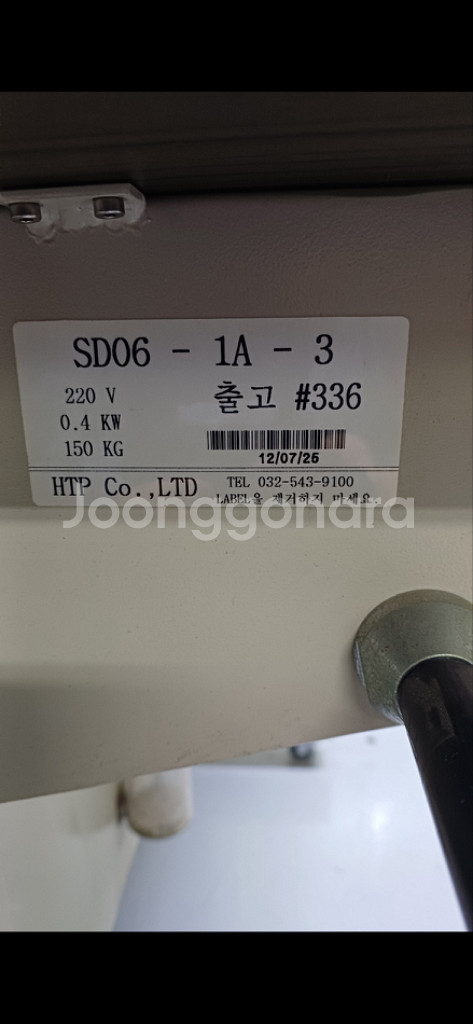 SD06 - 1A - 3
220 V
출고 #336
0.4 KW
150 KG
12/07/25
HTP Co.,LTD
TEL 032-543-9100
LABEL을 제거하지 마세요
Joonggonara